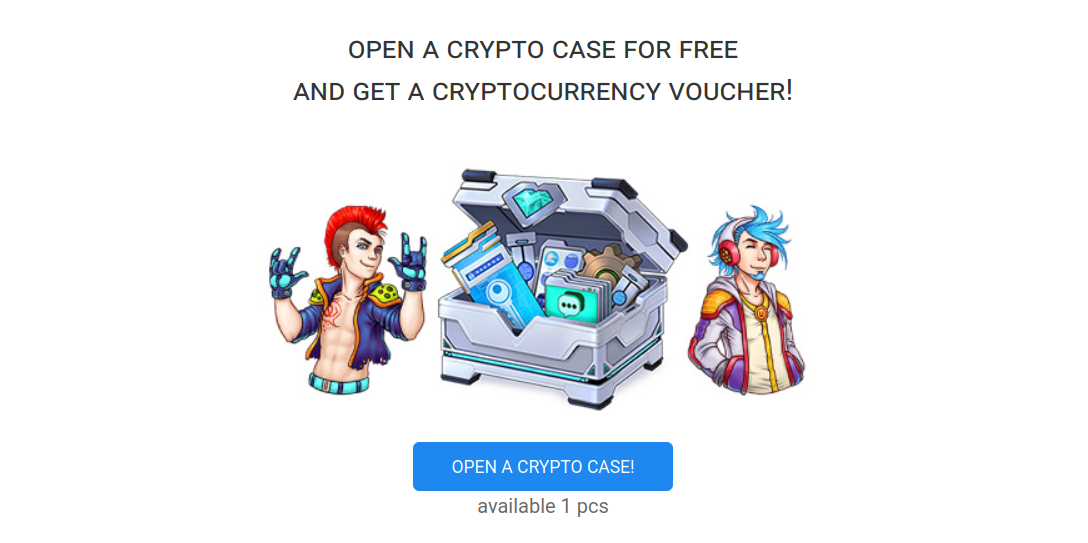 OPEN A CRYPTO CASE FOR FREE
AND GET A CRYPTOCURRENCY VOUCHER!
OPEN A CRYPTO CASE!
available 1 pcs